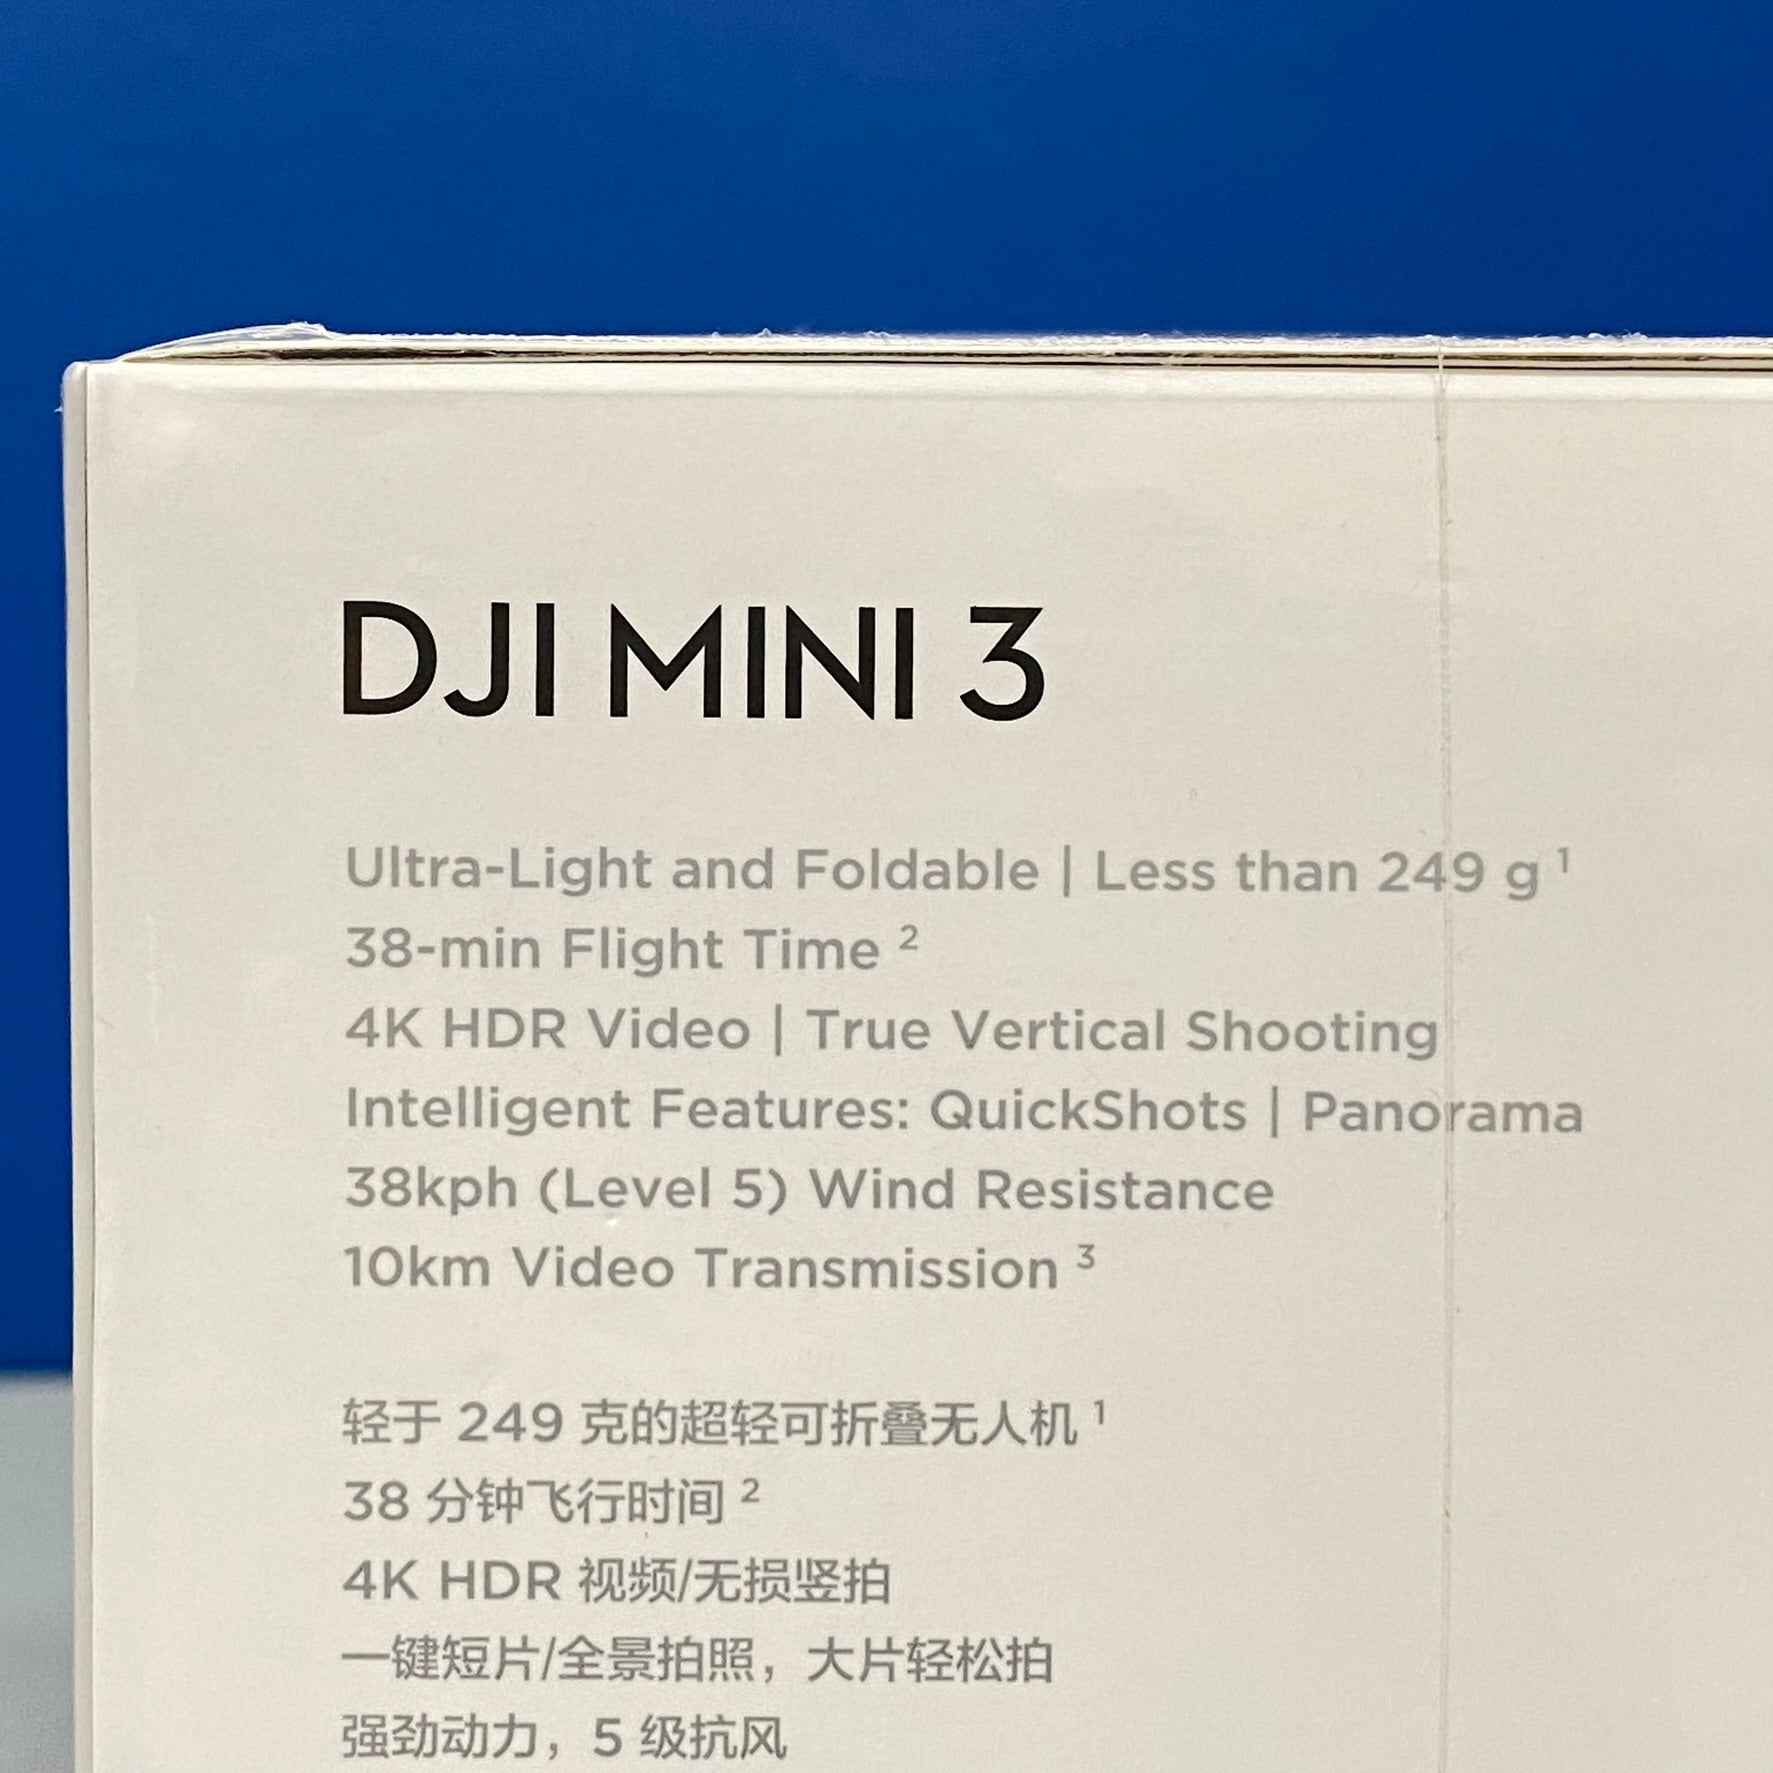 DJI MINI 3
Ultra-Light and Foldable | Less than 249 g ¹
38-min Flight Time ²
4K HDR Video | True Vertical Shooting
Intelligent Features: QuickShots | Panorama
38kph (Level 5) Wind Resistance
10km Video Transmission ³
轻于 249 克的超轻可折叠无人机 ¹
38 分钟飞行时间 ²
4K HDR 视频/无损竖拍
一键短片/全景拍照，大片轻松拍
强劲动力，5 级抗风